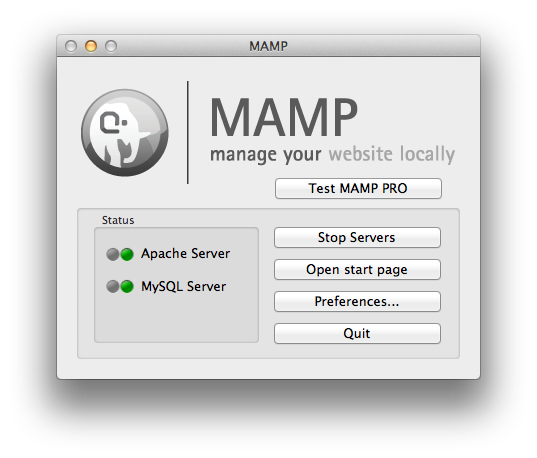 MAMP
MAMP
manage your website locally
Test MAMP PRO
Status
Apache Server
MySQL Server
Stop Servers
Open start page
Preferences...
Quit